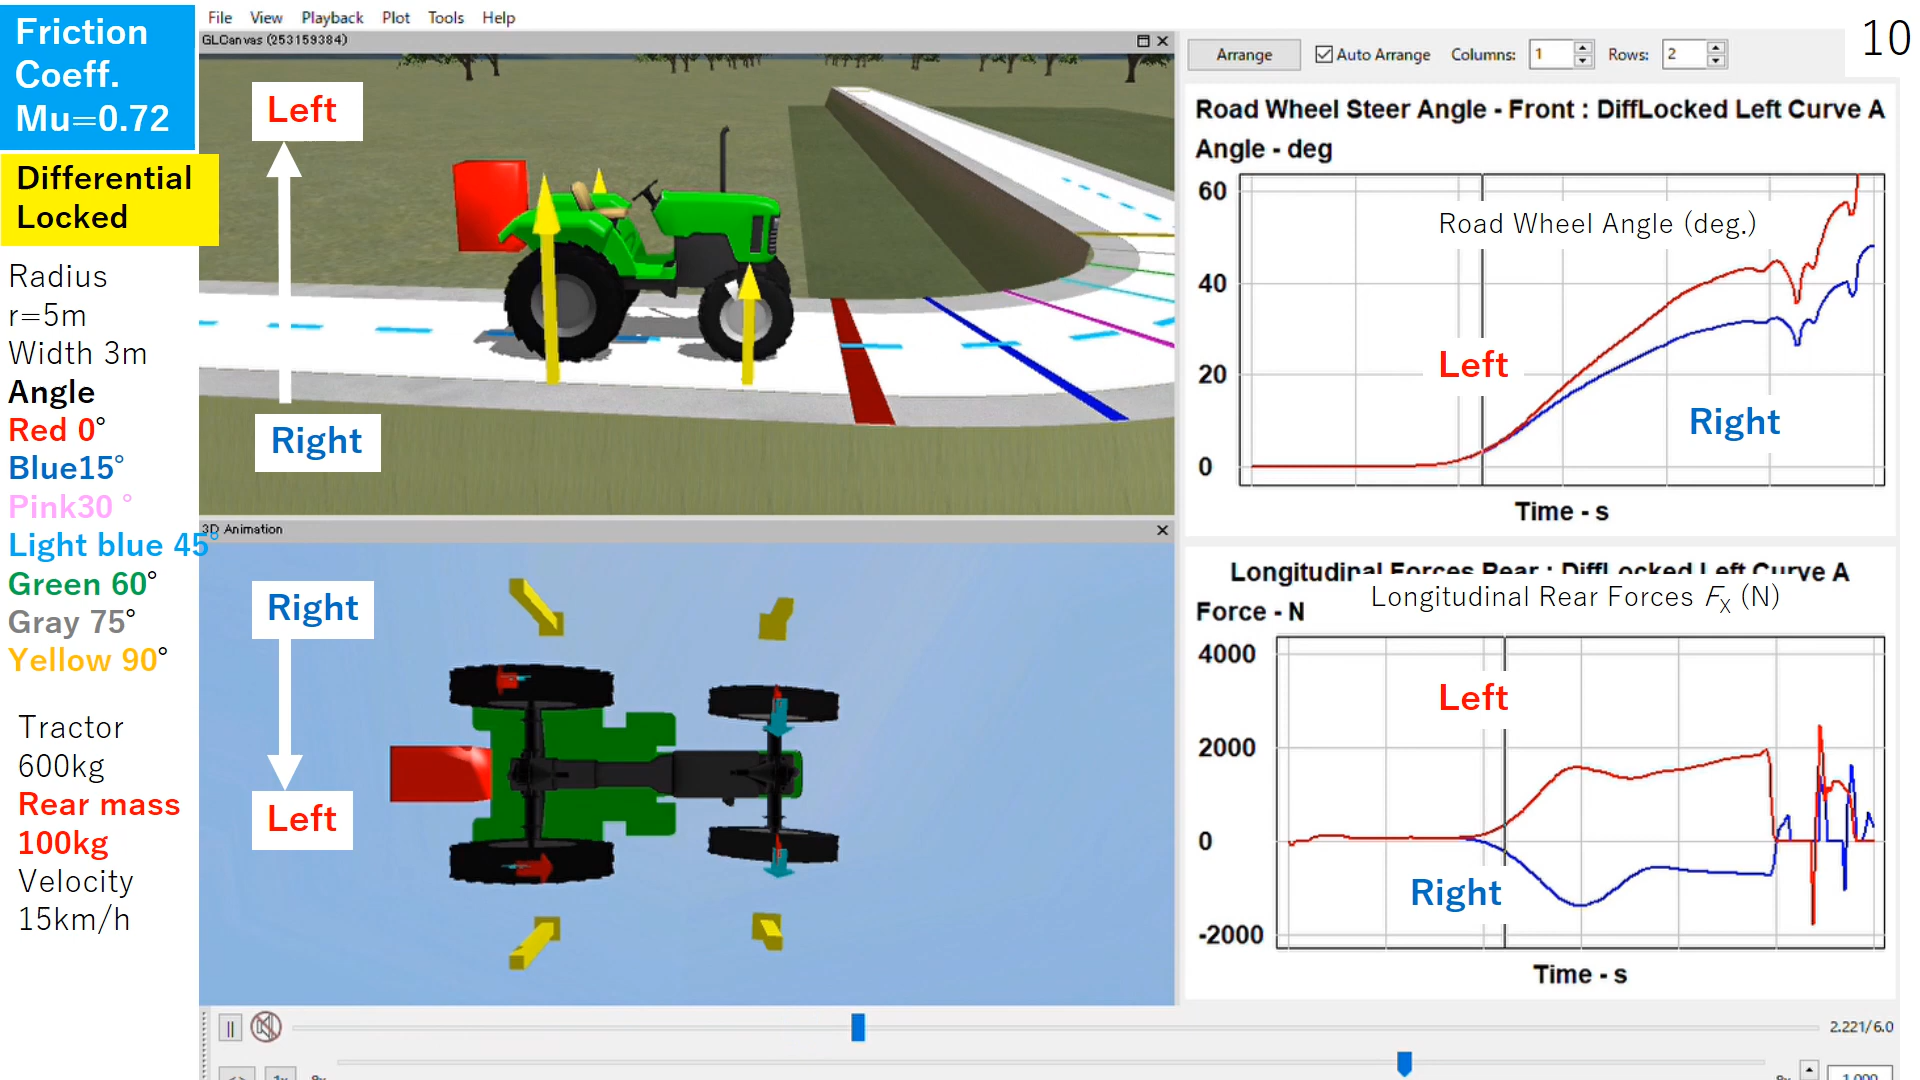 Friction
Coeff.
Mu=0.72
Differential
Locked
Radius
r=5m
Width 3m
Angle
Red 0°
Blue15°
Pink30 °
Light blue 45°
Green 60°
Gray 75°
Yellow 90°
Tractor
600kg
Rear mass
100kg
Velocity
15km/h
File View Playback Plot Tools Help
GLCanvas (253159384)
Left
Right
3D Animation
Right
Left
2.221/6.0
Arrange Auto Arrange Columns: 1 Rows: 2
10
Road Wheel Steer Angle - Front : DiffLocked Left Curve A
Angle - deg
60
40
20
0
Road Wheel Angle (deg.)
Left
Right
Time - s
Longitudinal Forces Rear : DiffLocked Left Curve A
Longitudinal Rear Forces Fx (N)
Force - N
4000
2000
0
-2000
Left
Right
Time - s